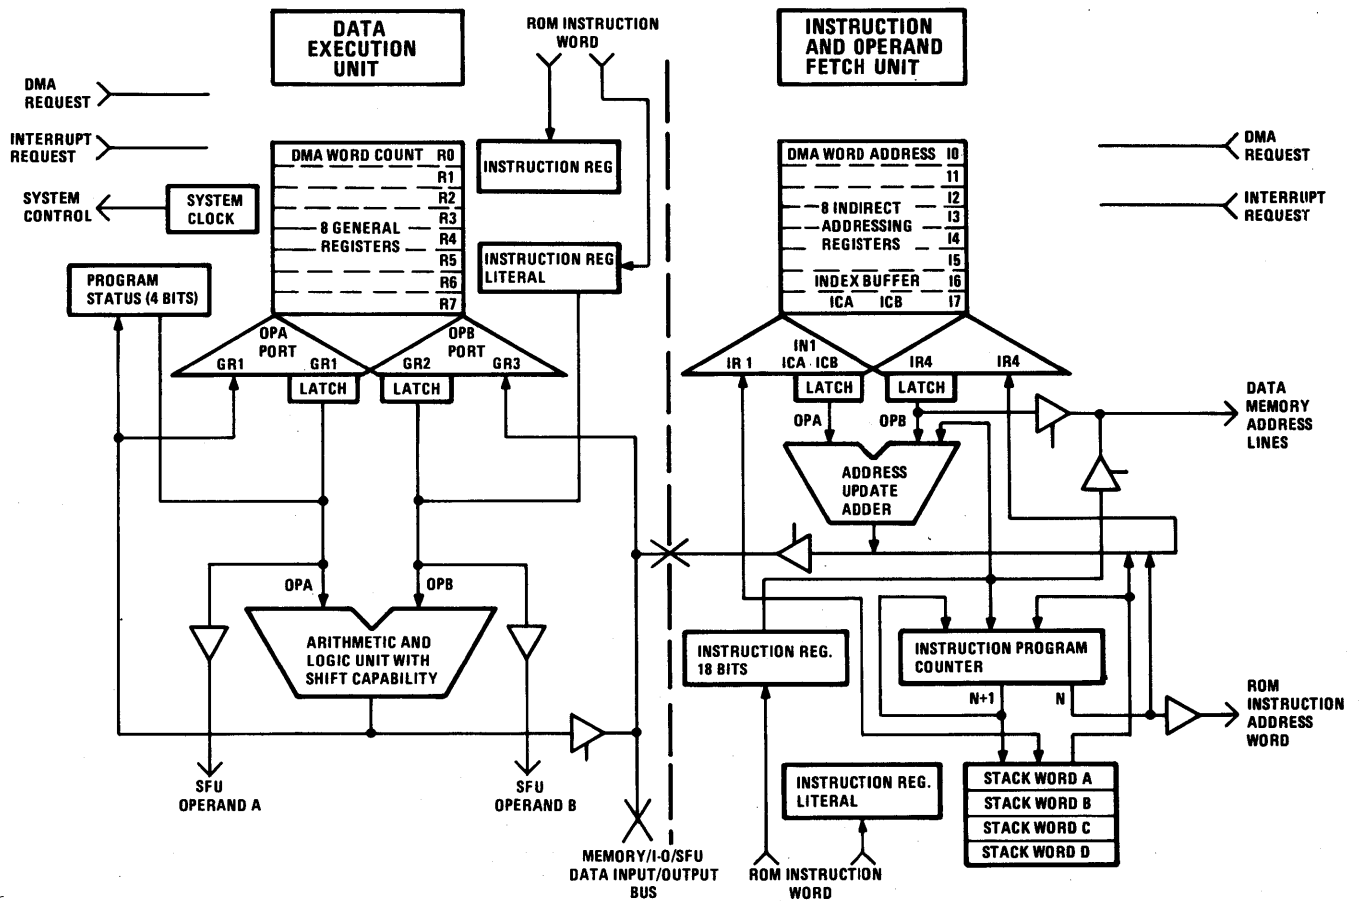 DATA
EXECUTION
UNIT
ROM INSTRUCTION
WORD
INSTRUCTION
AND OPERAND
FETCH UNIT
DMA
REQUEST
INTERRUPT
REQUEST
SYSTEM
CONTROL
SYSTEM
CLOCK
PROGRAM
STATUS (4 BITS)
DMA WORD COUNT R0
R1
R2
R3
8 GENERAL
REGISTERS
R4
R5
R6
R7
INSTRUCTION REG
INSTRUCTION REG
LITERAL
OPA
PORT
OPB
PORT
GR1
GR1
GR2
GR3
LATCH
LATCH
OPA
OPB
ARITHMETIC AND
LOGIC UNIT WITH
SHIFT CAPABILITY
SFU
OPERAND A
SFU
OPERAND B
MEMORY/I-O/SFU
DATA INPUT/OUTPUT
BUS
DMA WORD ADDRESS I0
I1
I2
8 INDIRECT
ADDRESSING
REGISTERS
I3
I4
I5
INDEX BUFFER I6
ICA ICB I7
DMA
REQUEST
INTERRUPT
REQUEST
IN1
IR 1
ICA ICB
IR4
IR4
LATCH
LATCH
OPA
OPB
ADDRESS
UPDATE
ADDER
DATA
MEMORY
ADDRESS
LINES
INSTRUCTION REG.
18 BITS
INSTRUCTION PROGRAM
COUNTER
N+1
N
ROM
INSTRUCTION
ADDRESS
WORD
INSTRUCTION REG.
LITERAL
STACK WORD A
STACK WORD B
STACK WORD C
STACK WORD D
ROM INSTRUCTION
WORD